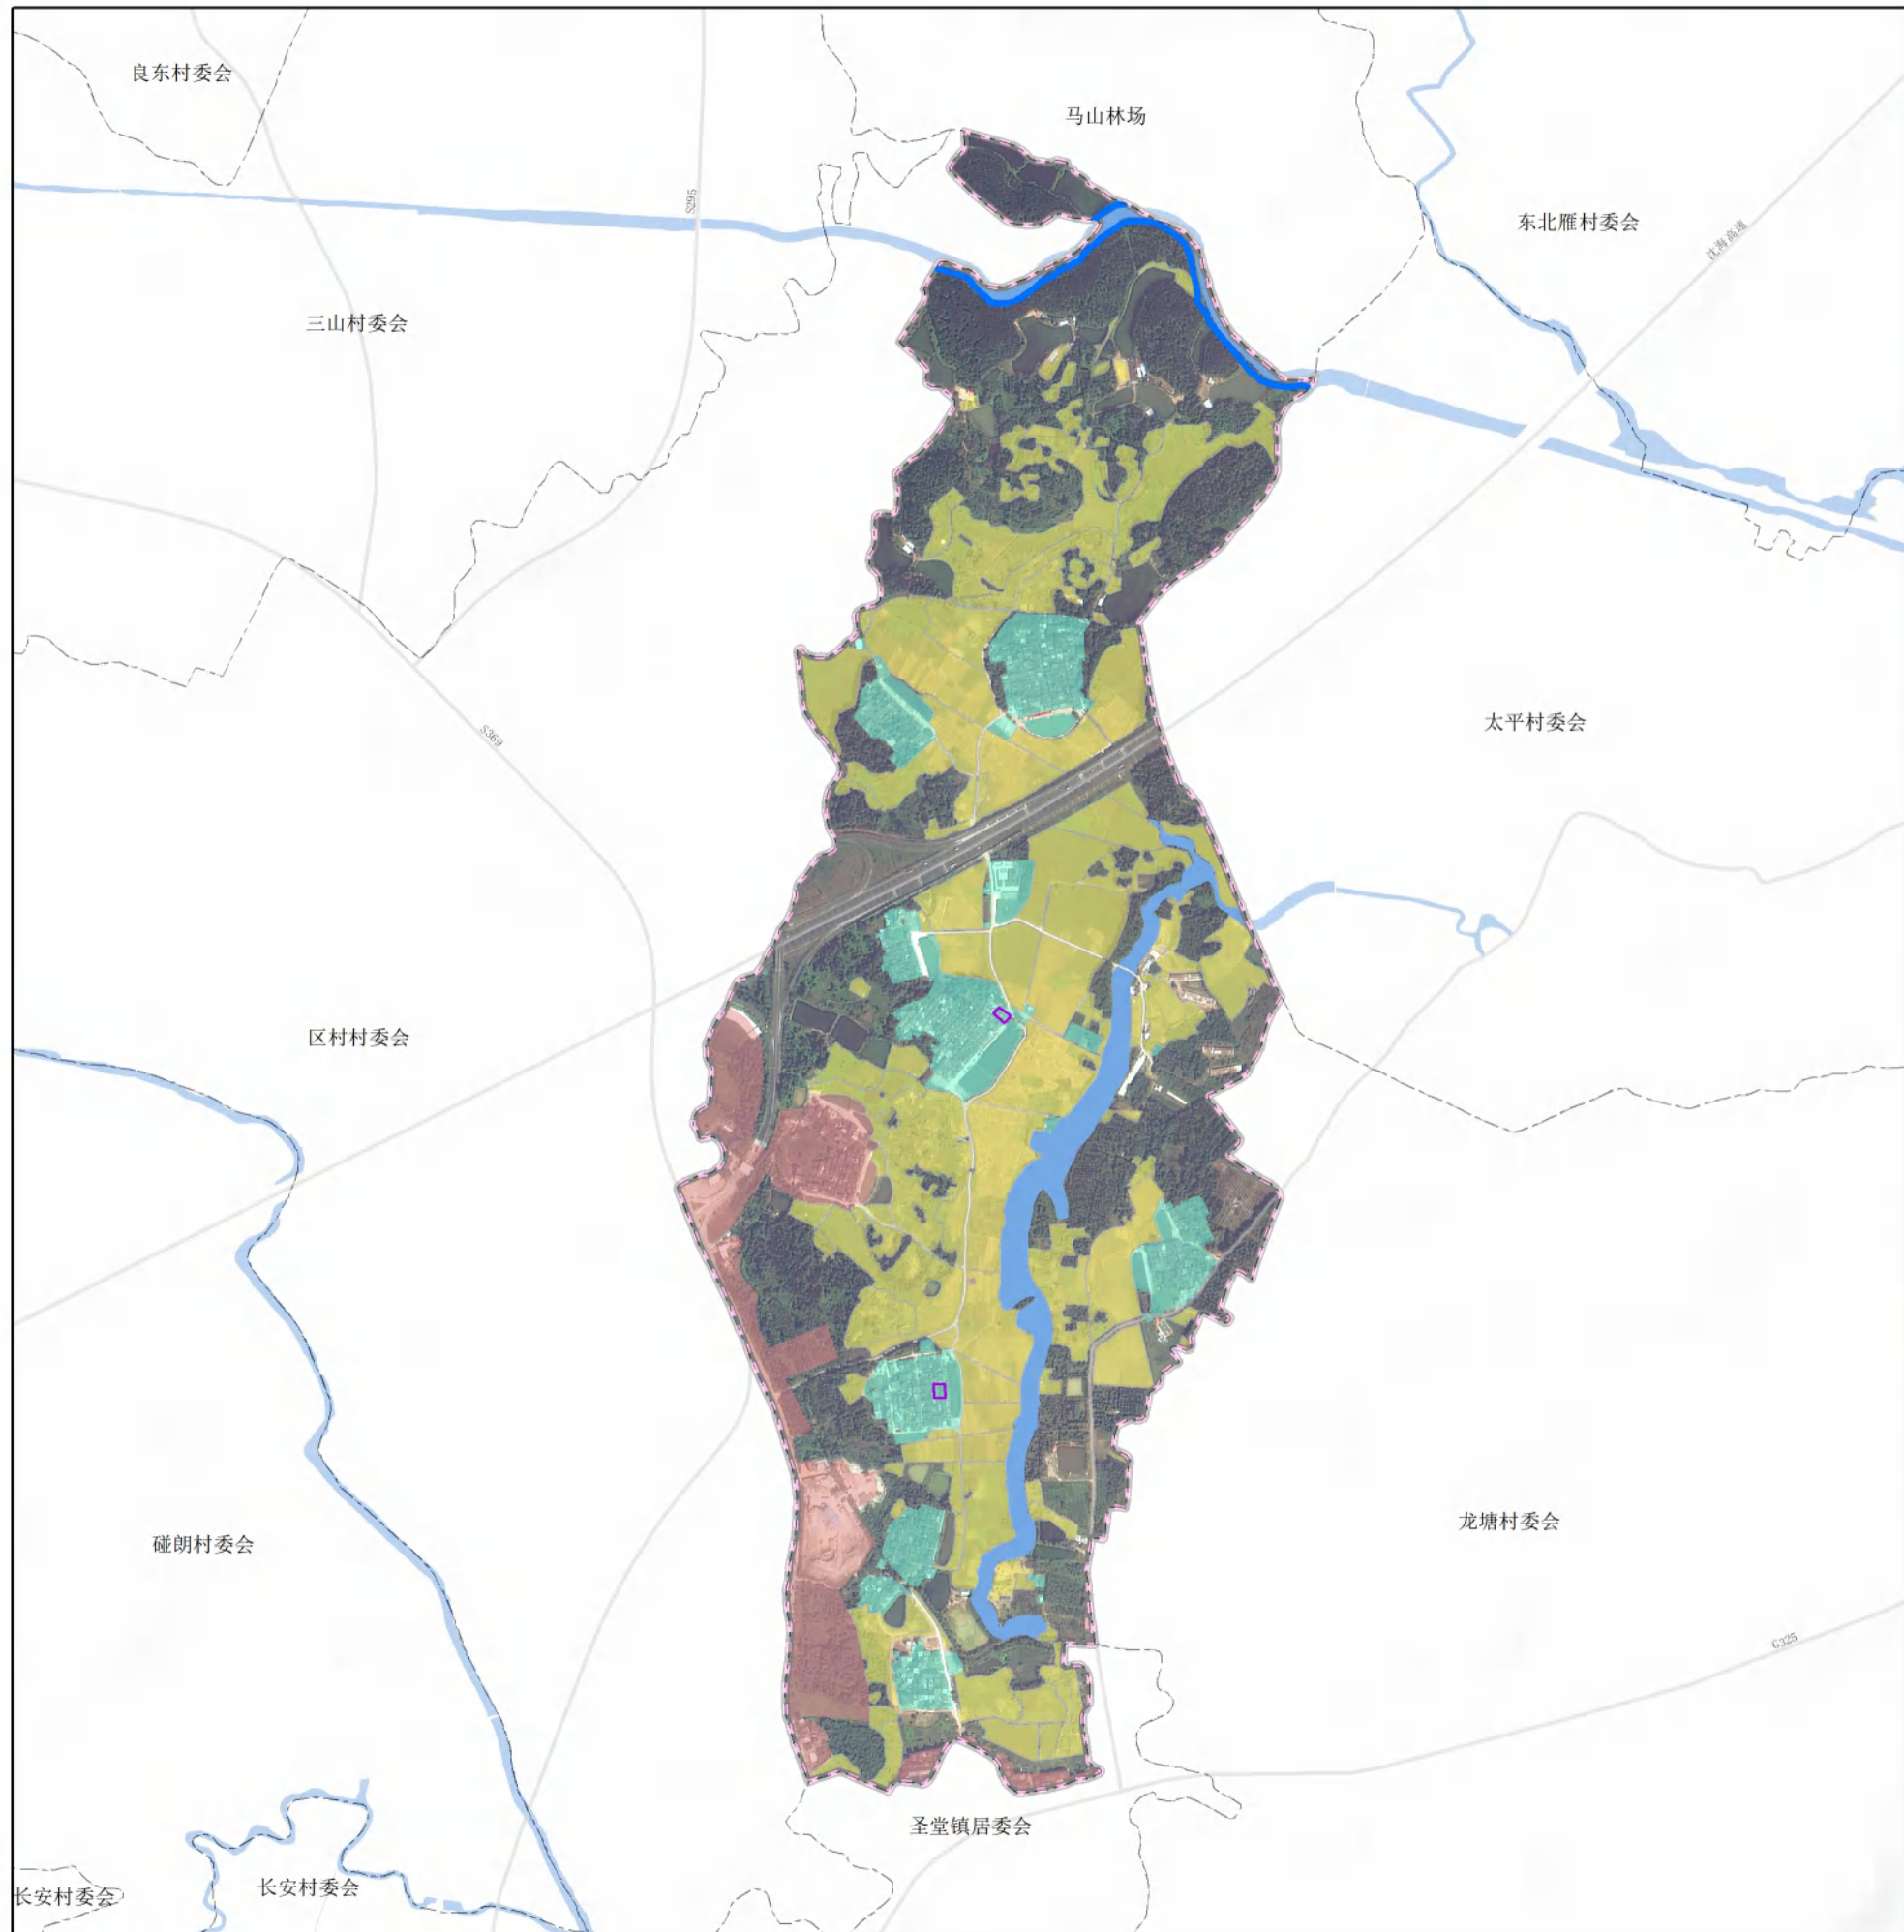 良东村委会
马山林场
S295
东北雁村委会
沈海高速
三山村委会
S369
太平村委会
区村村委会
碰朗村委会
龙塘村委会
G325
圣堂镇居委会
长安村委会
长安村委会